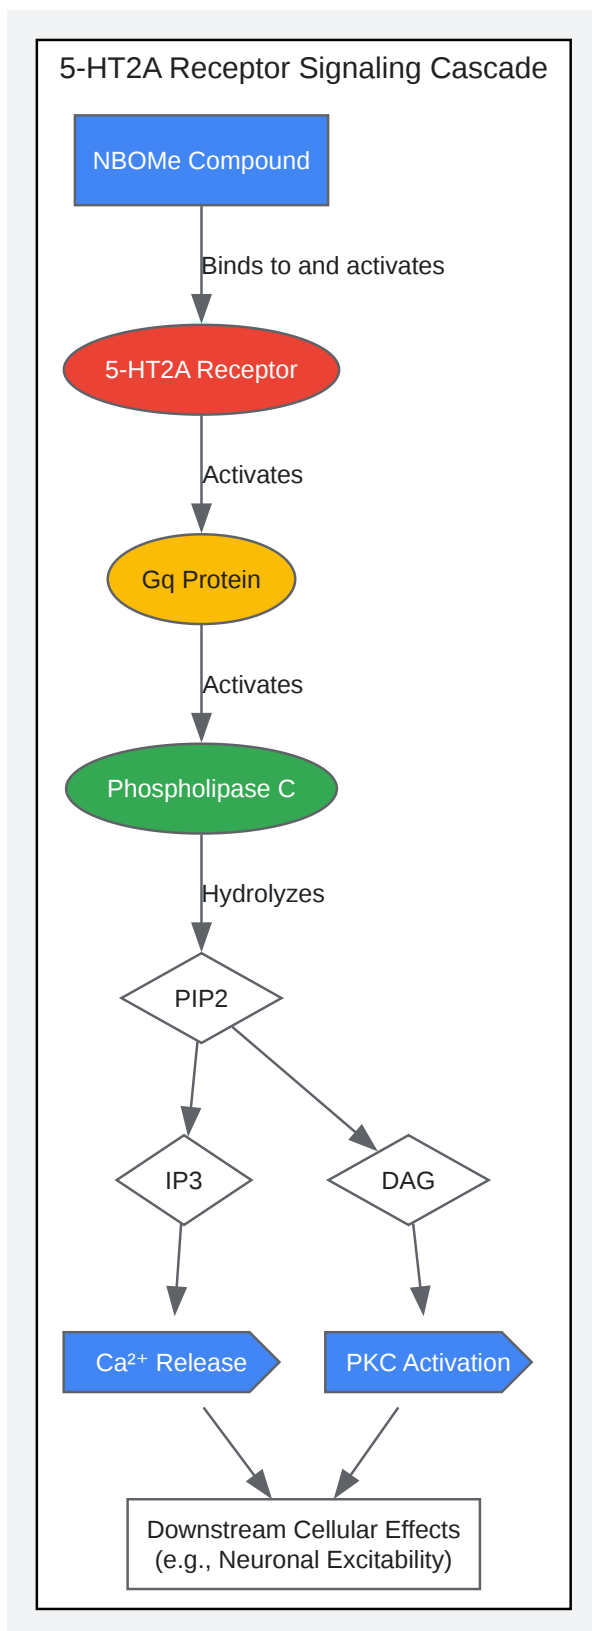 5-HT2A Receptor Signaling Cascade
NBOMe Compound
Binds to and activates
5-HT2A Receptor
Activates
Gq Protein
Activates
Phospholipase C
Hydrolyzes
PIP2
IP3
DAG
Ca²⁺ Release
PKC Activation
Downstream Cellular Effects
(e.g., Neuronal Excitability)